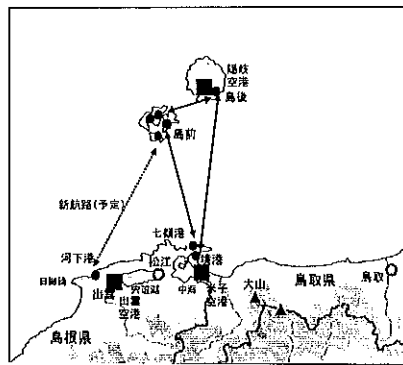 隠岐
空港
島後
島前
新航路(予定)
七類港
境港
河下港
松江
日御碕
出雲
宍道湖
中海
米子
空港
出雲
空港
大山
鳥取県
鳥取
島根県